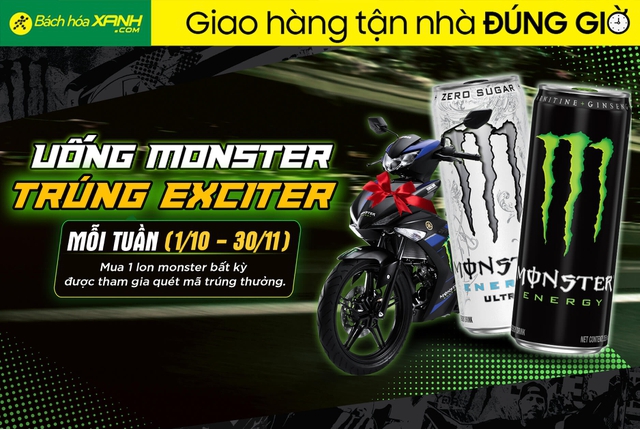 Bách hóa XANH
.COM
Giao hàng tận nhà ĐÚNG GIỜ
UỐNG MONSTER
TRÚNG EXCITER
MỖI TUẦN (1/10 - 30/11)
Mua 1 lon monster bất kỳ
được tham gia quét mã trúng thưởng.
ZERO SUGAR
MONSTER
ENERGY
ULTRA
MONSTER
ENERGY